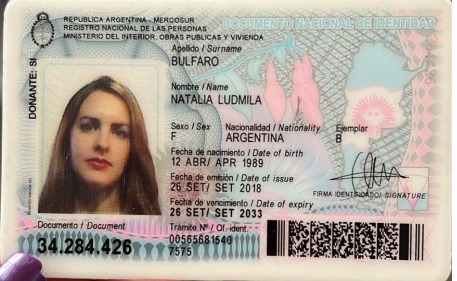 REPUBLICA ARGENTINA - MERCOSUR
REGISTRO NACIONAL DE LAS PERSONAS
MINISTERIO DEL INTERIOR, OBRAS PUBLICAS Y VIVIENDA
DOCUMENTO NACIONAL DE IDENTIDAD
Apellido / Surname
BULFARO
Nombre / Name
NATALIA LUDMILA
Sexo / Sex Nacionalidad / Nationality Ejemplar
F ARGENTINA B
Fecha de nacimiento / Date of birth
12 ABR/ APR 1989
Fecha de emisión / Date of issue
26 SET/ SET 2018
FIRMA IDENTIFICADO/ SIGNATURE
Fecha de vencimiento / Date of expiry
26 SET/ SET 2033
Documento / Document Trámite Nº / Of. ident.
34.284.426 00565681540
7575
DONANTE: SI